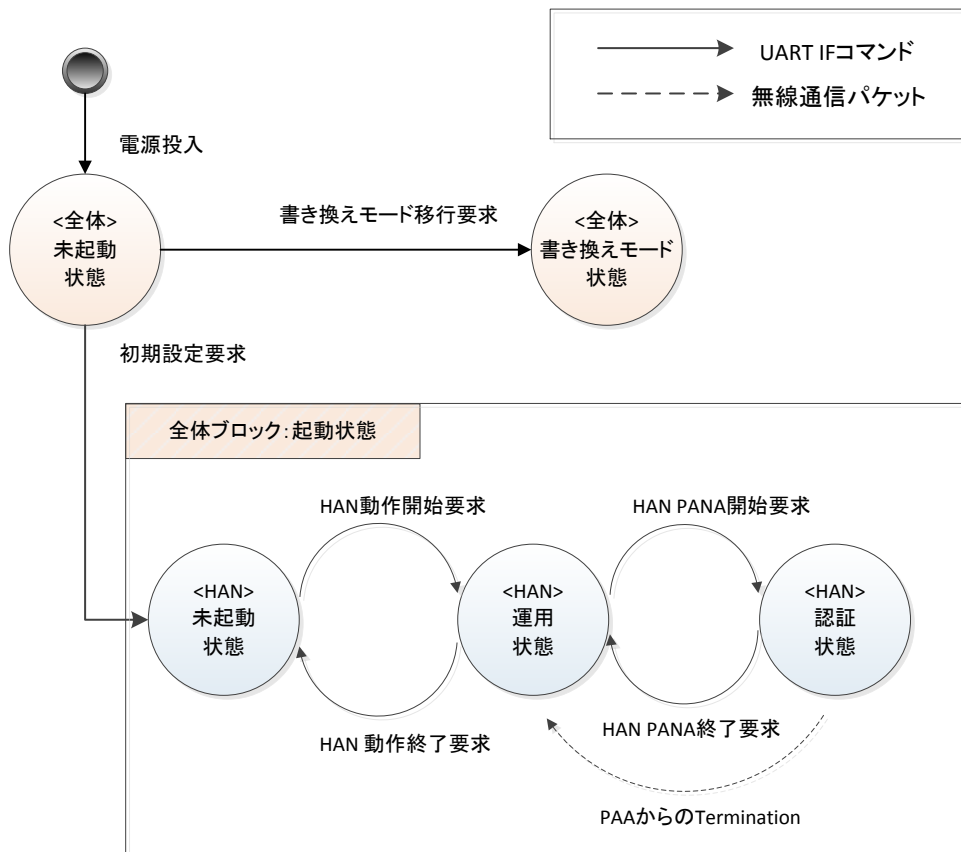 UART IFコマンド
無線通信パケット
電源投入
<全体>
未起動
状態
書き換えモード移行要求
<全体>
書き換えモード
状態
初期設定要求
全体ブロック：起動状態
HAN動作開始要求
HAN PANA開始要求
<HAN>
未起動
状態
<HAN>
運用
状態
<HAN>
認証
状態
HAN 動作終了要求
HAN PANA終了要求
PAAからのTermination